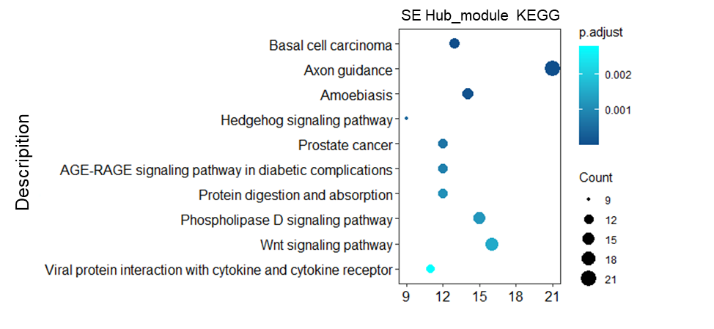 SE Hub_module KEGG
Descripition
Basal cell carcinoma
Axon guidance
Amoebiasis
Hedgehog signaling pathway
Prostate cancer
AGE-RAGE signaling pathway in diabetic complications
Protein digestion and absorption
Phospholipase D signaling pathway
Wnt signaling pathway
Viral protein interaction with cytokine and cytokine receptor
9 12 15 18 21
p.adjust
0.002
0.001
Count
9
12
15
18
21